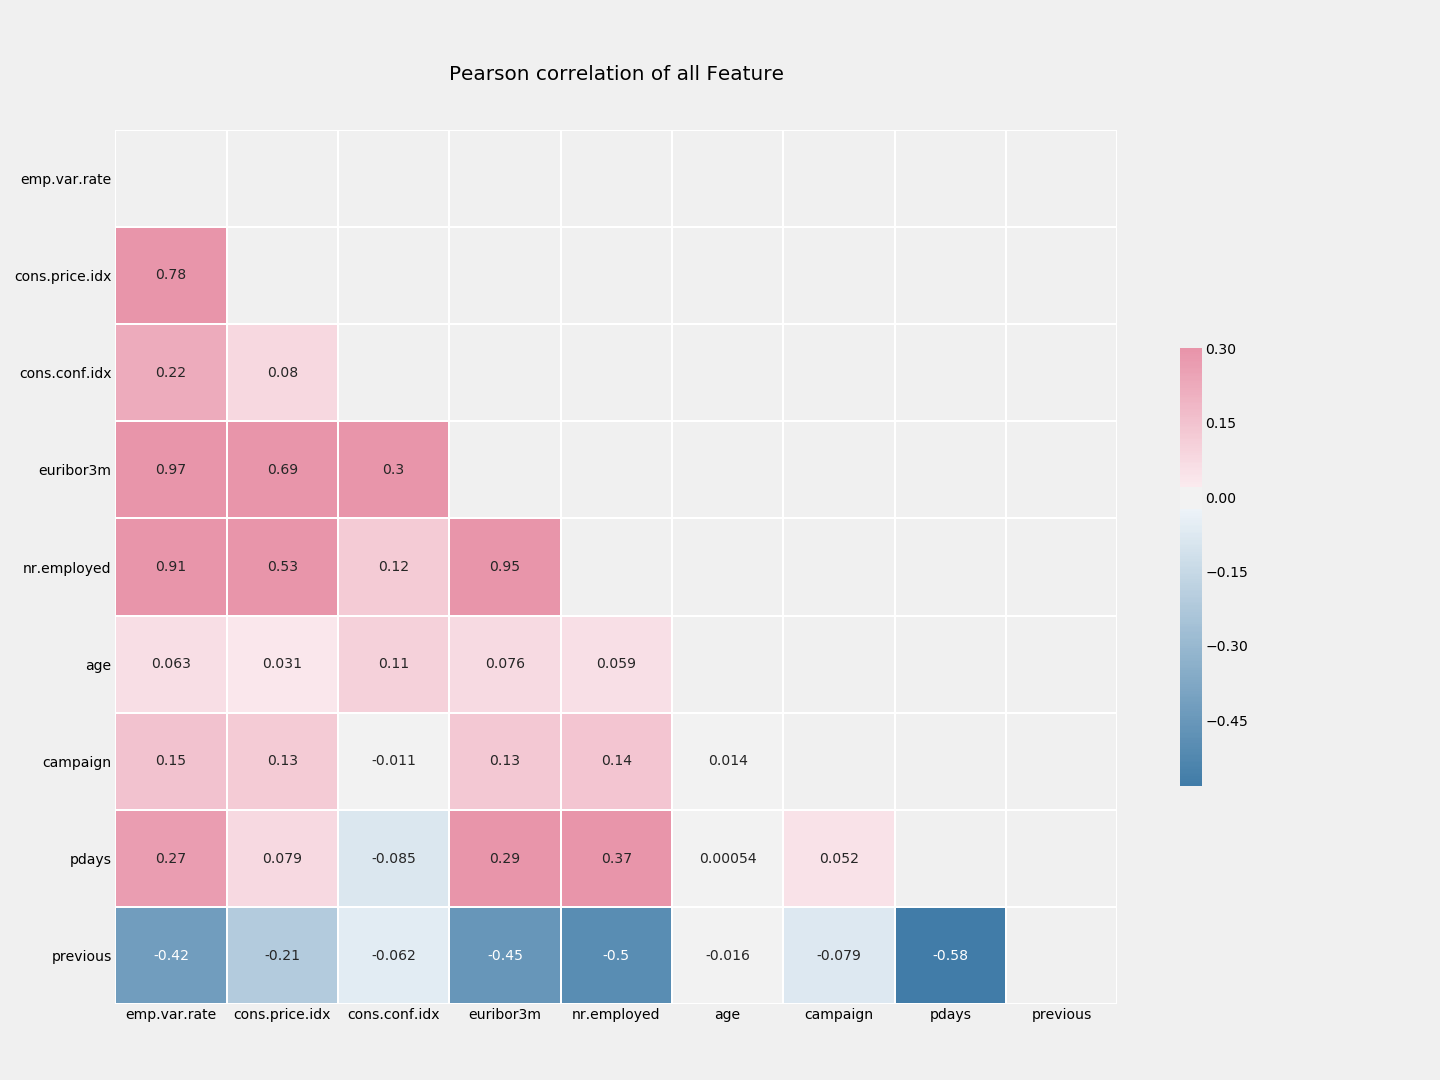 Pearson correlation of all Feature
emp.var.rate
cons.price.idx 0.78
cons.conf.idx 0.22 0.08
euribor3m 0.97 0.69 0.3
nr.employed 0.91 0.53 0.12 0.95
age 0.063 0.031 0.11 0.076 0.059
campaign 0.15 0.13 -0.011 0.13 0.14 0.014
pdays 0.27 0.079 -0.085 0.29 0.37 0.00054 0.052
previous -0.42 -0.21 -0.062 -0.45 -0.5 -0.016 -0.079 -0.58
emp.var.rate cons.price.idx cons.conf.idx euribor3m nr.employed age campaign pdays previous
0.30
0.15
0.00
−0.15
−0.30
−0.45